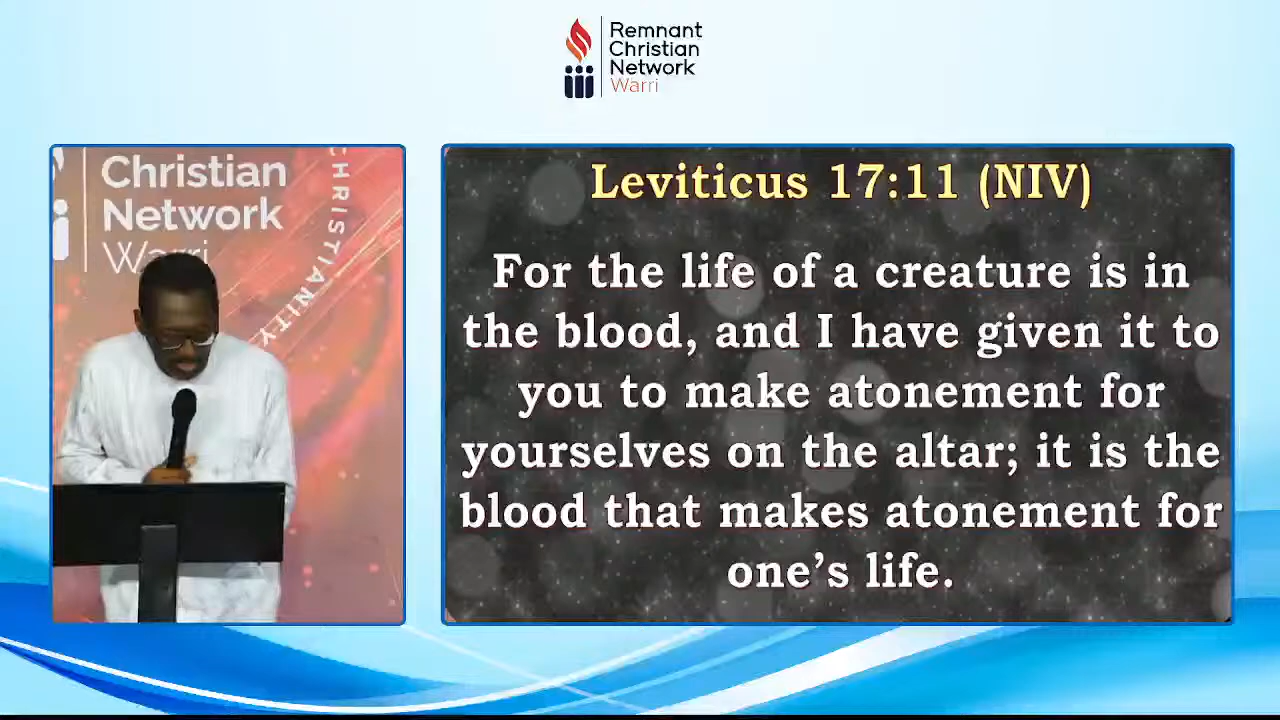 Remnant
Christian
Network
Warri
Christian
Network
Warri
CHRISTIANITY
Leviticus 17:11 (NIV)
For the life of a creature is in
the blood, and I have given it to
you to make atonement for
yourselves on the altar; it is the
blood that makes atonement for
one’s life.